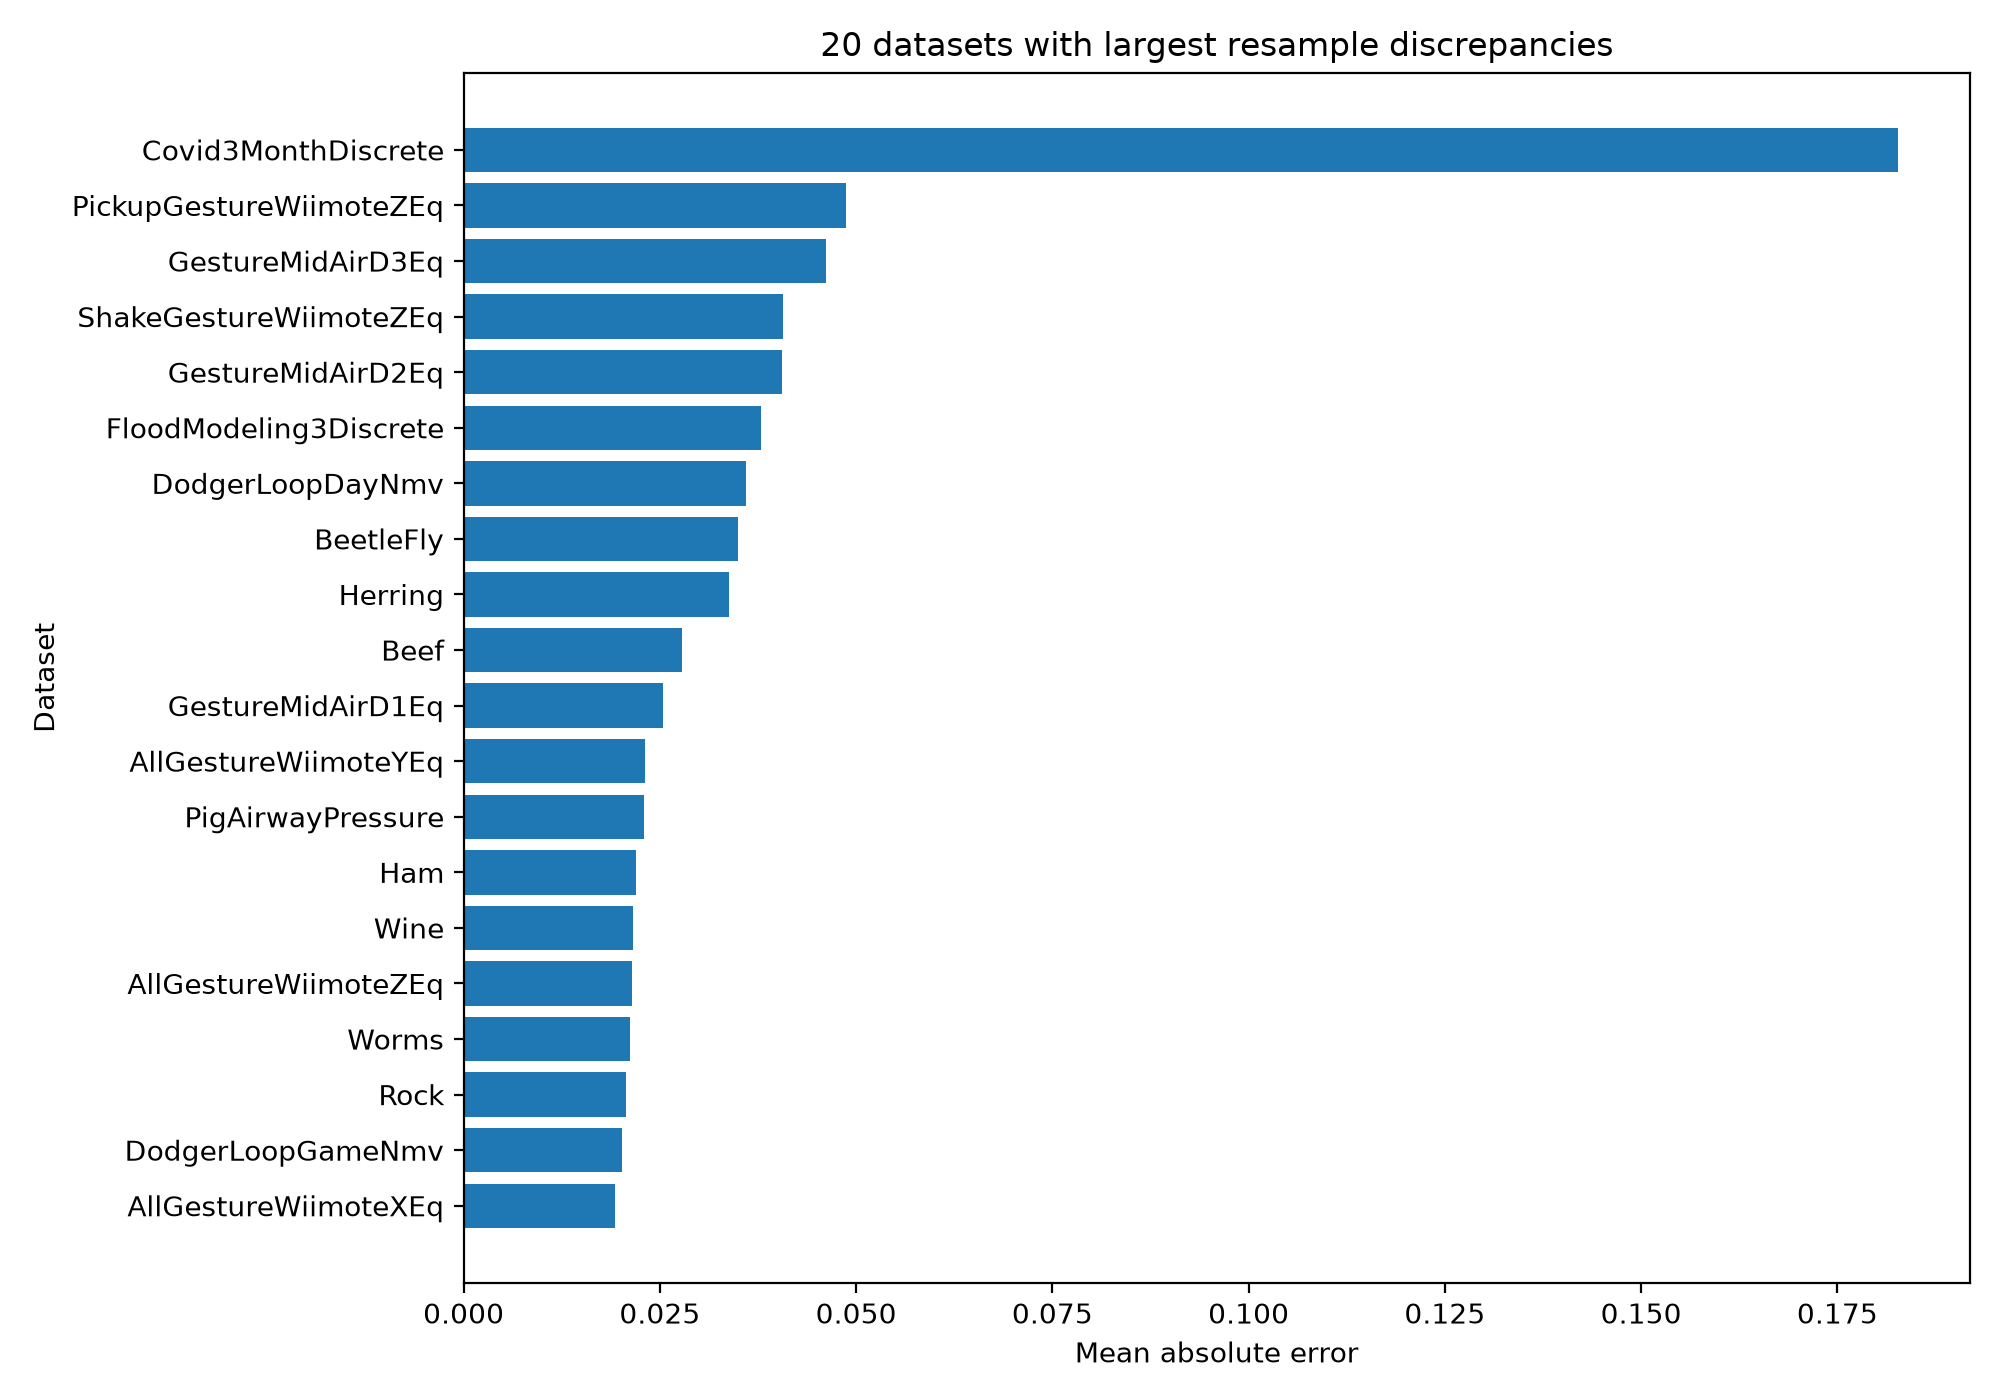 20 datasets with largest resample discrepancies
Covid3MonthDiscrete
PickupGestureWiimoteZEq
GestureMidAirD3Eq
ShakeGestureWiimoteZEq
GestureMidAirD2Eq
FloodModeling3Discrete
DodgerLoopDayNmv
BeetleFly
Herring
Beef
GestureMidAirD1Eq
AllGestureWiimoteYEq
PigAirwayPressure
Ham
Wine
AllGestureWiimoteZEq
Worms
Rock
DodgerLoopGameNmv
AllGestureWiimoteXEq
Dataset
0.000 0.025 0.050 0.075 0.100 0.125 0.150 0.175
Mean absolute error